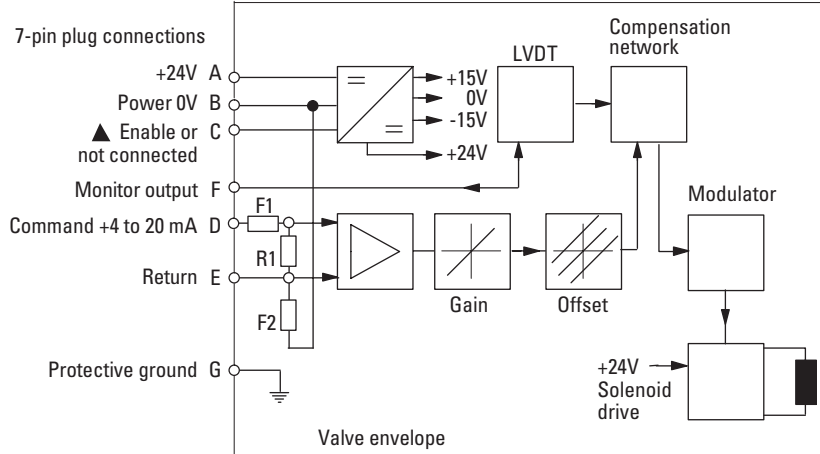 7-pin plug connections
+24V A
Power 0V B
▲ Enable or
not connected
C
Monitor output F
Command +4 to 20 mA D
Return E
Protective ground G
F1
R1
F2
+15V
0V
-15V
+24V
LVDT
Compensation
network
Gain
Offset
Modulator
+24V
Solenoid
drive
Valve envelope